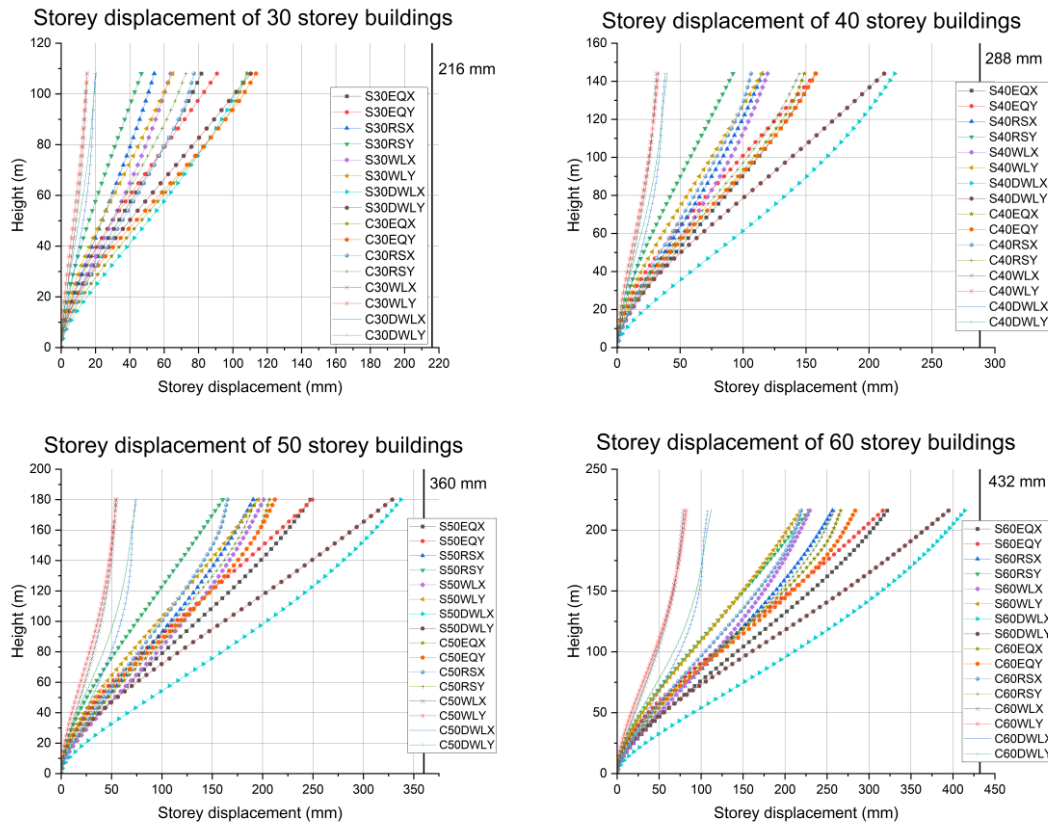 Storey displacement of 30 storey buildings
120
100
80
60
40
20
0
Height (m)
0 20 40 60 80 100 120 140 160 180 200 220
Storey displacement (mm)
216 mm
S30EQX
S30EQY
S30RSX
S30RSY
S30WLX
S30WLY
S30DWLX
S30DWLY
C30EQX
C30EQY
C30RSX
C30RSY
C30WLX
C30WLY
C30DWLX
C30DWLY
Storey displacement of 40 storey buildings
160
140
120
100
80
60
40
20
0
Height (m)
0 50 100 150 200 250 300
Storey displacement (mm)
288 mm
S40EQX
S40EQY
S40RSX
S40RSY
S40WLX
S40WLY
S40DWLX
S40DWLY
C40EQX
C40EQY
C40RSX
C40RSY
C40WLX
C40WLY
C40DWLX
C40DWLY
Storey displacement of 50 storey buildings
200
180
160
140
120
100
80
60
40
20
0
Height (m)
0 50 100 150 200 250 300 350
Storey displacement (mm)
360 mm
S50EQX
S50EQY
S50RSX
S50RSY
S50WLX
S50WLY
S50DWLX
S50DWLY
C50EQX
C50EQY
C50RSX
C50RSY
C50WLX
C50WLY
C50DWLX
C50DWLY
Storey displacement of 60 storey buildings
250
200
150
100
50
0
Height (m)
0 50 100 150 200 250 300 350 400 450
Storey displacement (mm)
432 mm
S60EQX
S60EQY
S60RSX
S60RSY
S60WLX
S60WLY
S60DWLX
S60DWLY
C60EQX
C60EQY
C60RSX
C60RSY
C60WLX
C60WLY
C60DWLX
C60DWLY